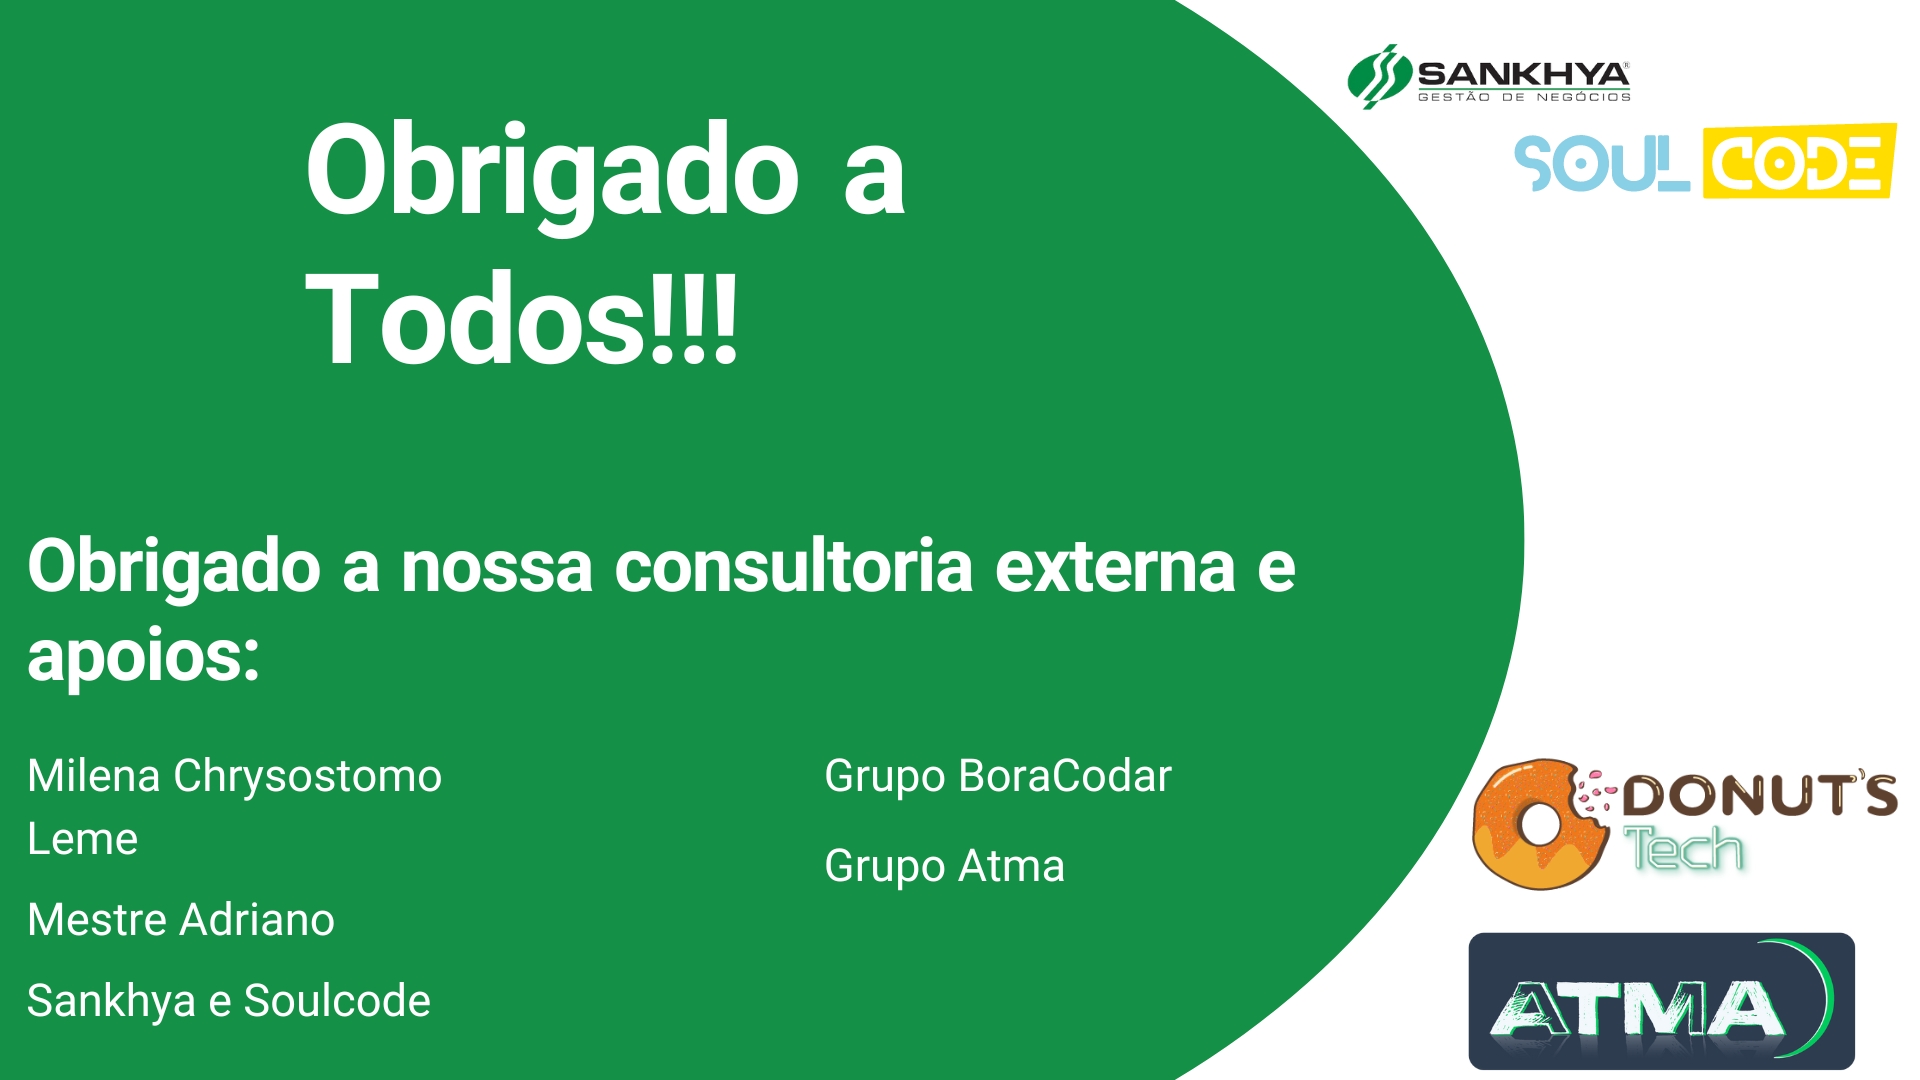 Obrigado a
Todos!!!
SANKHYA®
GESTÃO DE NEGÓCIOS
SOUL CODE
Obrigado a nossa consultoria externa e
apoios:
Milena Chrysostomo
Leme
Mestre Adriano
Sankhya e Soulcode
Grupo BoraCodar
Grupo Atma
DONUT'S
Tech
ATMA